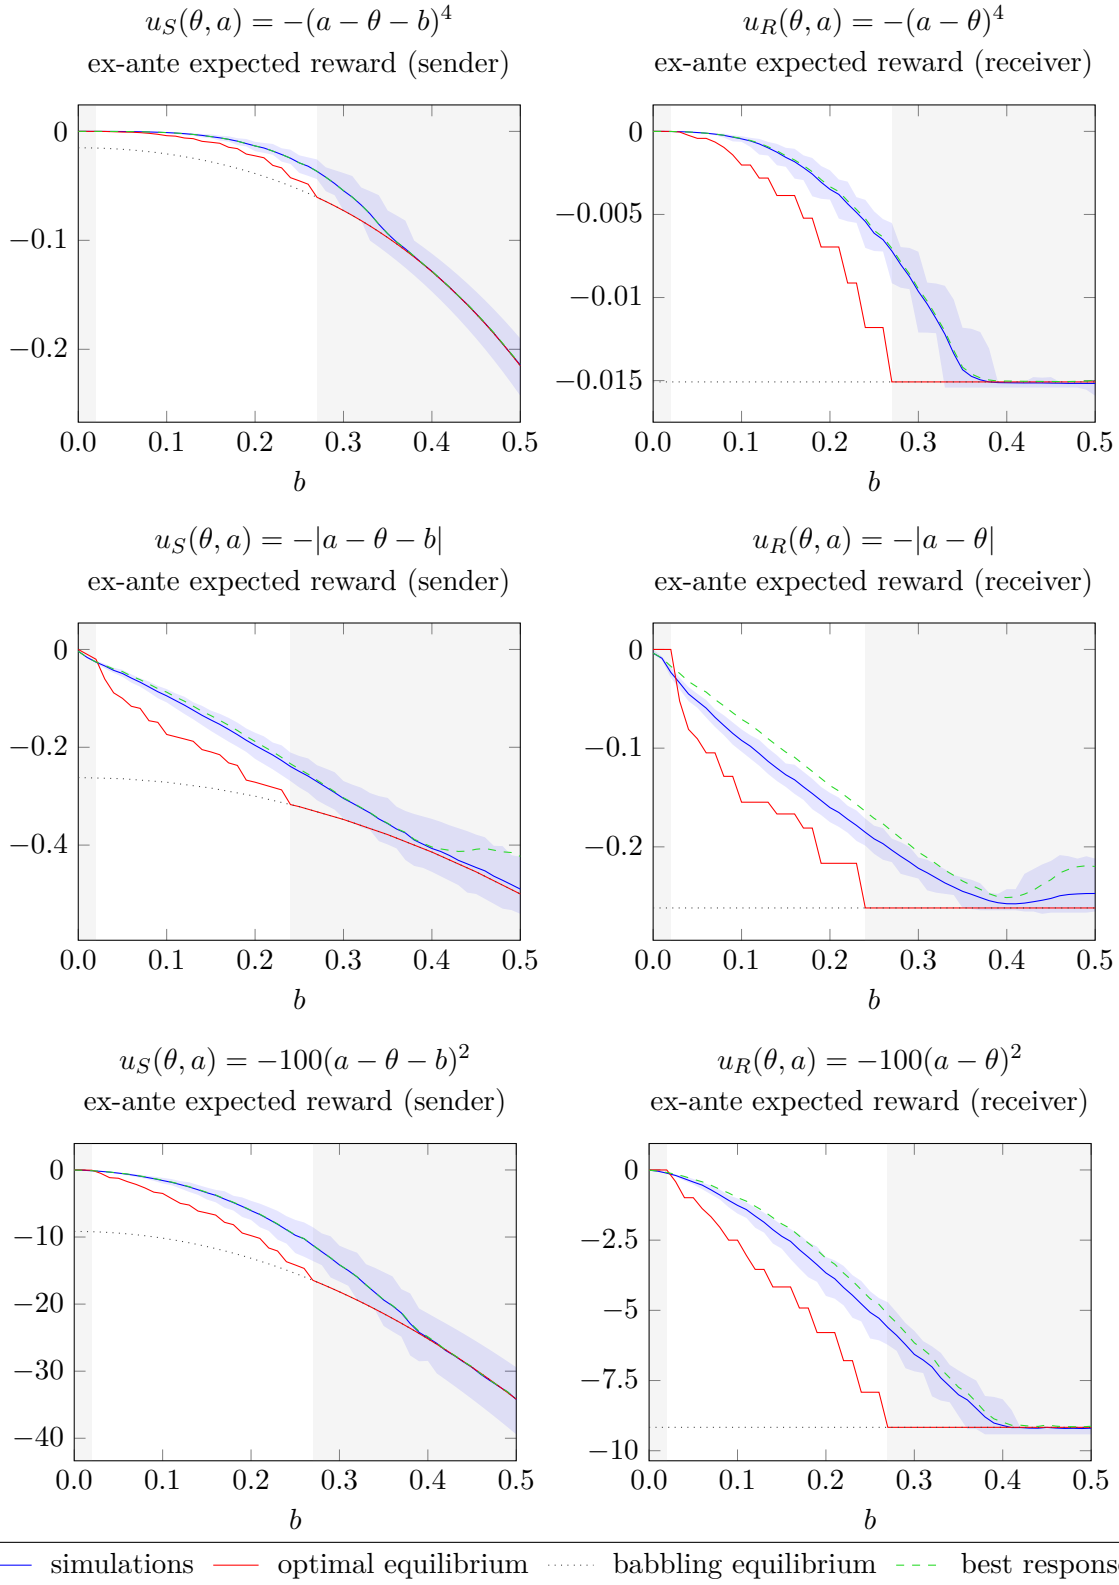 u_S(θ, a) = −(a − θ − b)^4
ex-ante expected reward (sender)
0
−0.1
−0.2
0.0 0.1 0.2 0.3 0.4 0.5
b
u_R(θ, a) = −(a − θ)^4
ex-ante expected reward (receiver)
0
−0.005
−0.01
−0.015
0.0 0.1 0.2 0.3 0.4 0.5
b
u_S(θ, a) = −|a − θ − b|
ex-ante expected reward (sender)
0
−0.2
−0.4
0.0 0.1 0.2 0.3 0.4 0.5
b
u_R(θ, a) = −|a − θ|
ex-ante expected reward (receiver)
0
−0.1
−0.2
0.0 0.1 0.2 0.3 0.4 0.5
b
u_S(θ, a) = −100(a − θ − b)^2
ex-ante expected reward (sender)
0
−10
−20
−30
−40
0.0 0.1 0.2 0.3 0.4 0.5
b
u_R(θ, a) = −100(a − θ)^2
ex-ante expected reward (receiver)
0
−2.5
−5
−7.5
−10
0.0 0.1 0.2 0.3 0.4 0.5
b
simulations optimal equilibrium babbling equilibrium best respons